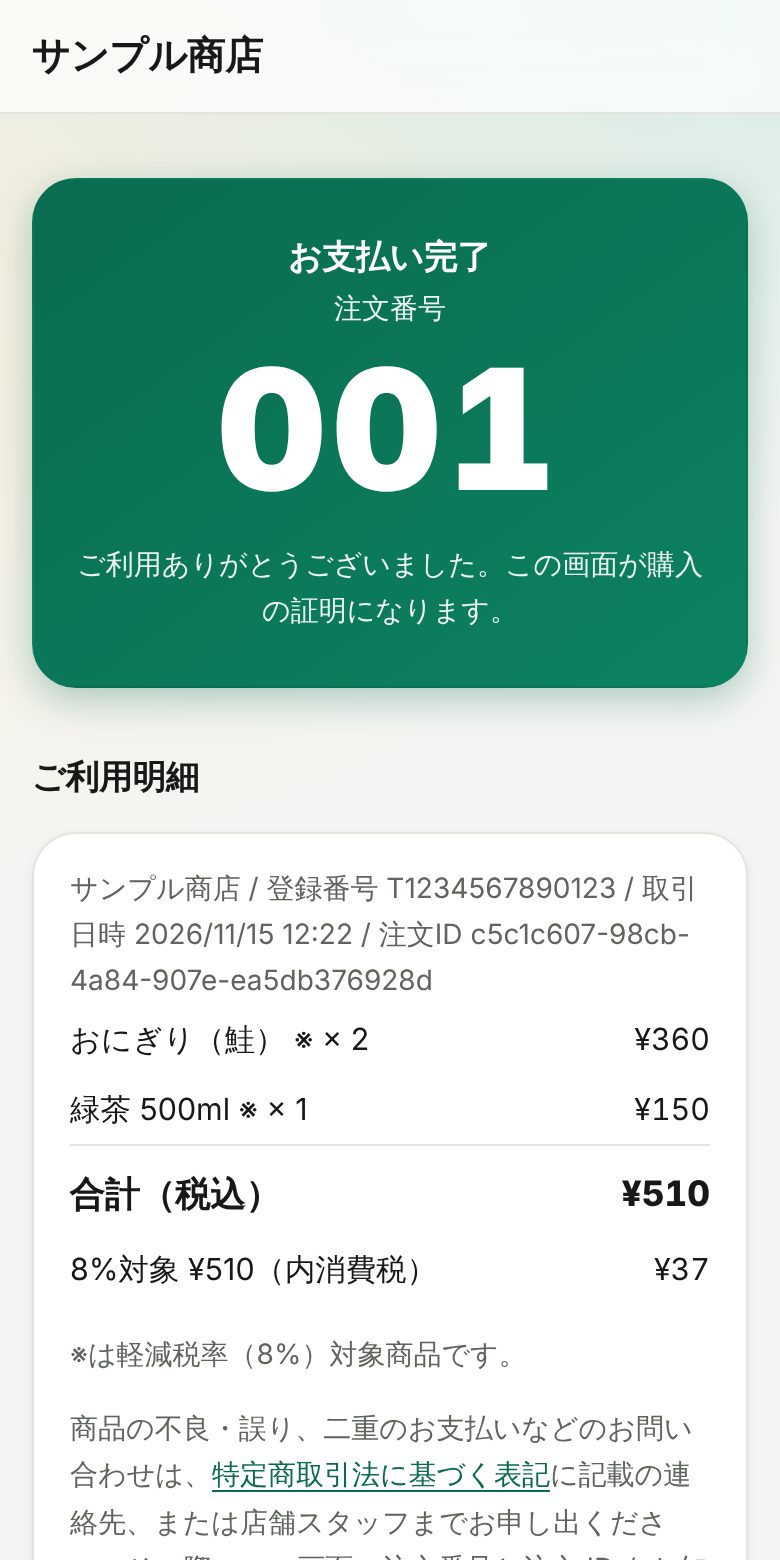 サンプル商店
お支払い完了
注文番号
001
ご利用ありがとうございました。この画面が購入
の証明になります。
ご利用明細
サンプル商店 / 登録番号 T1234567890123 / 取引
日時 2026/11/15 12:22 / 注文ID c5c1c607-98cb-
4a84-907e-ea5db376928d
おにぎり（鮭） ※ × 2 ¥360
緑茶 500ml ※ × 1 ¥150
合計（税込） ¥510
8%対象 ¥510（内消費税） ¥37
※は軽減税率（8%）対象商品です。
商品の不良・誤り、二重のお支払いなどのお問い
合わせは、特定商取引法に基づく表記に記載の連
絡先、または店舗スタッフまでお申し出くださ